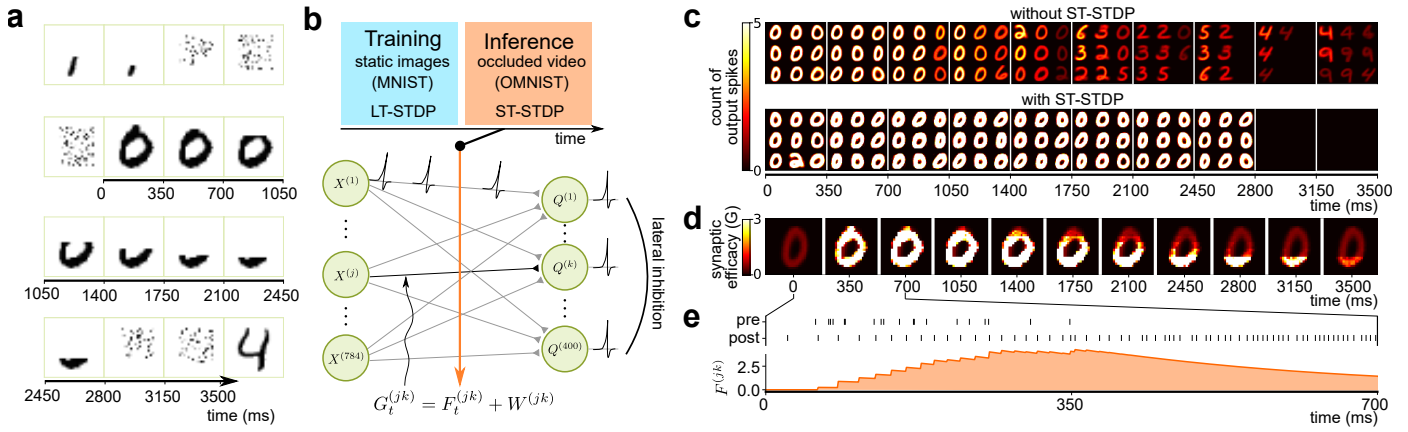 a
0 350 700 1050
1050 1400 1750 2100 2450
2450 2800 3150 3500
time (ms)
b
Training
static images
(MNIST)
LT-STDP
Inference
occluded video
(OMNIST)
ST-STDP
time
X^(1)
X^(j)
X^(784)
Q^(1)
Q^(k)
Q^(400)
lateral inhibition
G_t^(jk) = F_t^(jk) + W^(jk)
c
without ST-STDP
with ST-STDP
count of
output spikes
5
0
0 350 700 1050 1400 1750 2100 2450 2800 3150 3500
time (ms)
d
synaptic
efficacy (G)
3
0
0 350 700 1050 1400 1750 2100 2450 2800 3150 3500
time (ms)
e
pre
post
F^(jk)
2.5
0.0
0 350 700
time (ms)